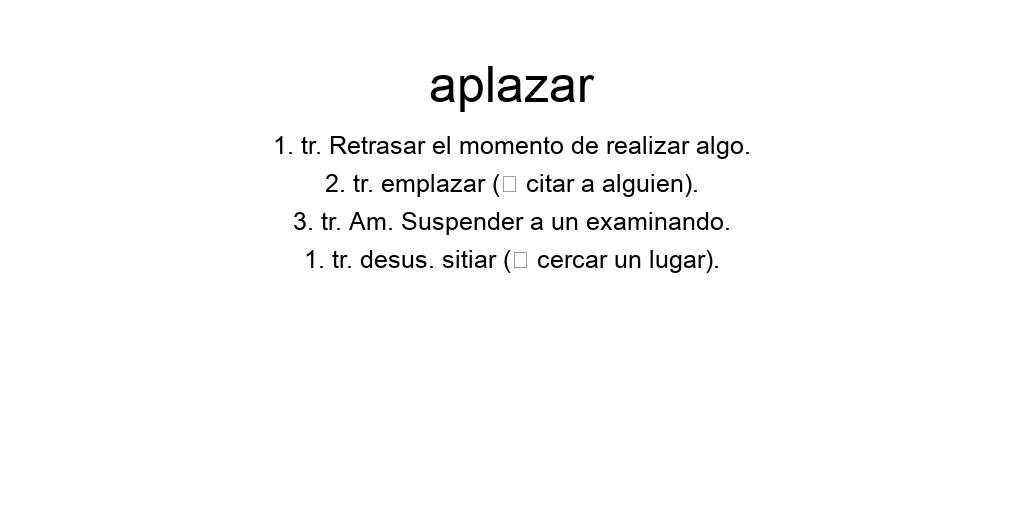 aplazar
1. tr. Retrasar el momento de realizar algo.
2. tr. emplazar (□ citar a alguien).
3. tr. Am. Suspender a un examinando.
1. tr. desus. sitiar (□ cercar un lugar).